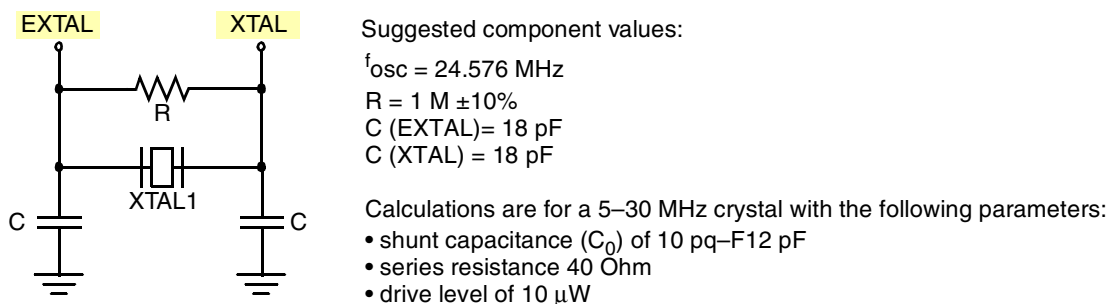 EXTAL XTAL
R
XTAL1
C C
Suggested component values:
fosc = 24.576 MHz
R = 1 M ±10%
C (EXTAL)= 18 pF
C (XTAL) = 18 pF
Calculations are for a 5–30 MHz crystal with the following parameters:
• shunt capacitance (C0) of 10 pq–F12 pF
• series resistance 40 Ohm
• drive level of 10 μW